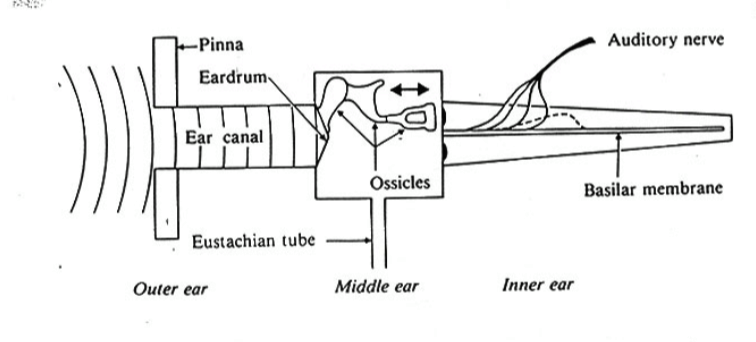 Pinna
Auditory nerve
Eardrum
Ear canal
Ossicles
Basilar membrane
Eustachian tube
Outer ear
Middle ear
Inner ear